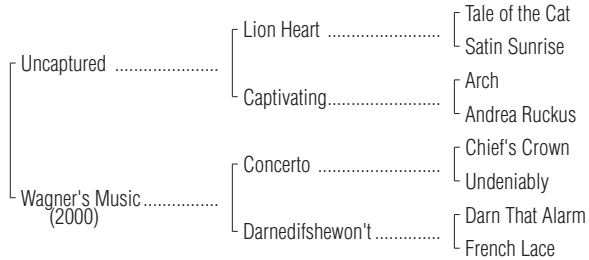 Tale of the Cat
Lion Heart ........................
Satin Sunrise
Uncaptured ......................
Arch
Captivating........................
Andrea Ruckus
Chief's Crown
Concerto ..........................
Undeniably
Wagner's Music................
(2000)
Darn That Alarm
Darnedifshewon't..............
French Lace